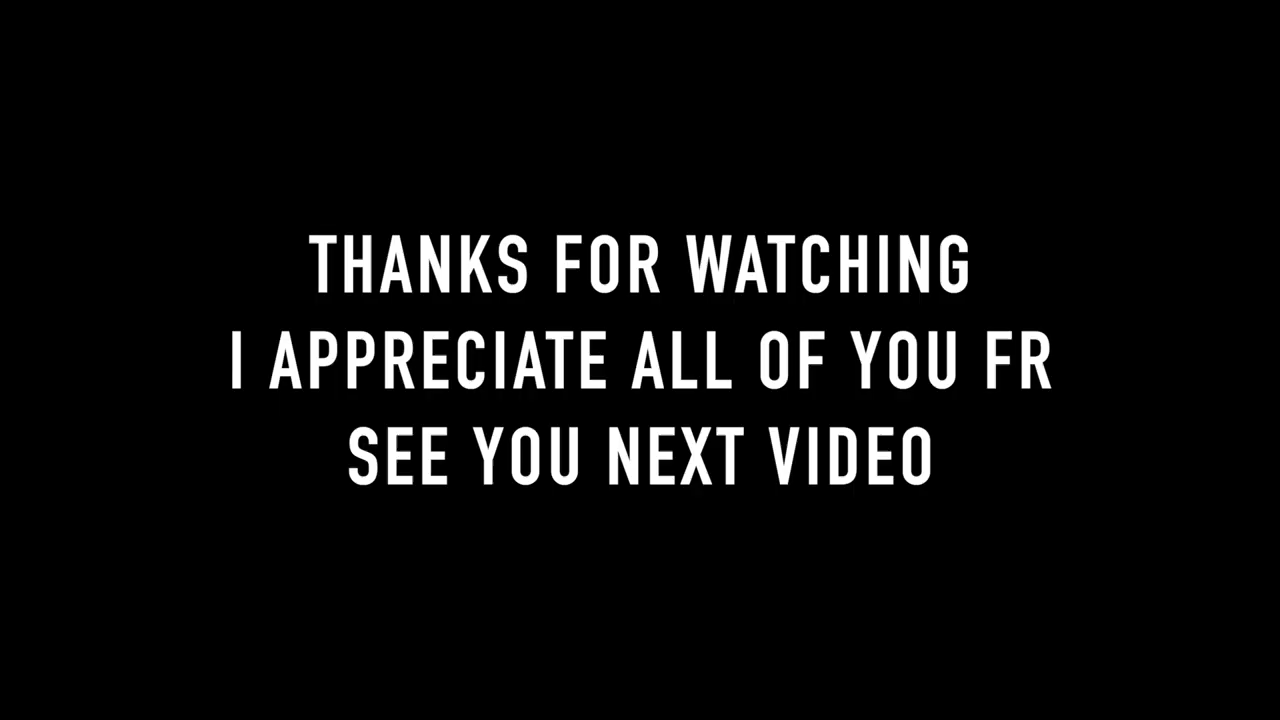 THANKS FOR WATCHING
I APPRECIATE ALL OF YOU FR
SEE YOU NEXT VIDEO